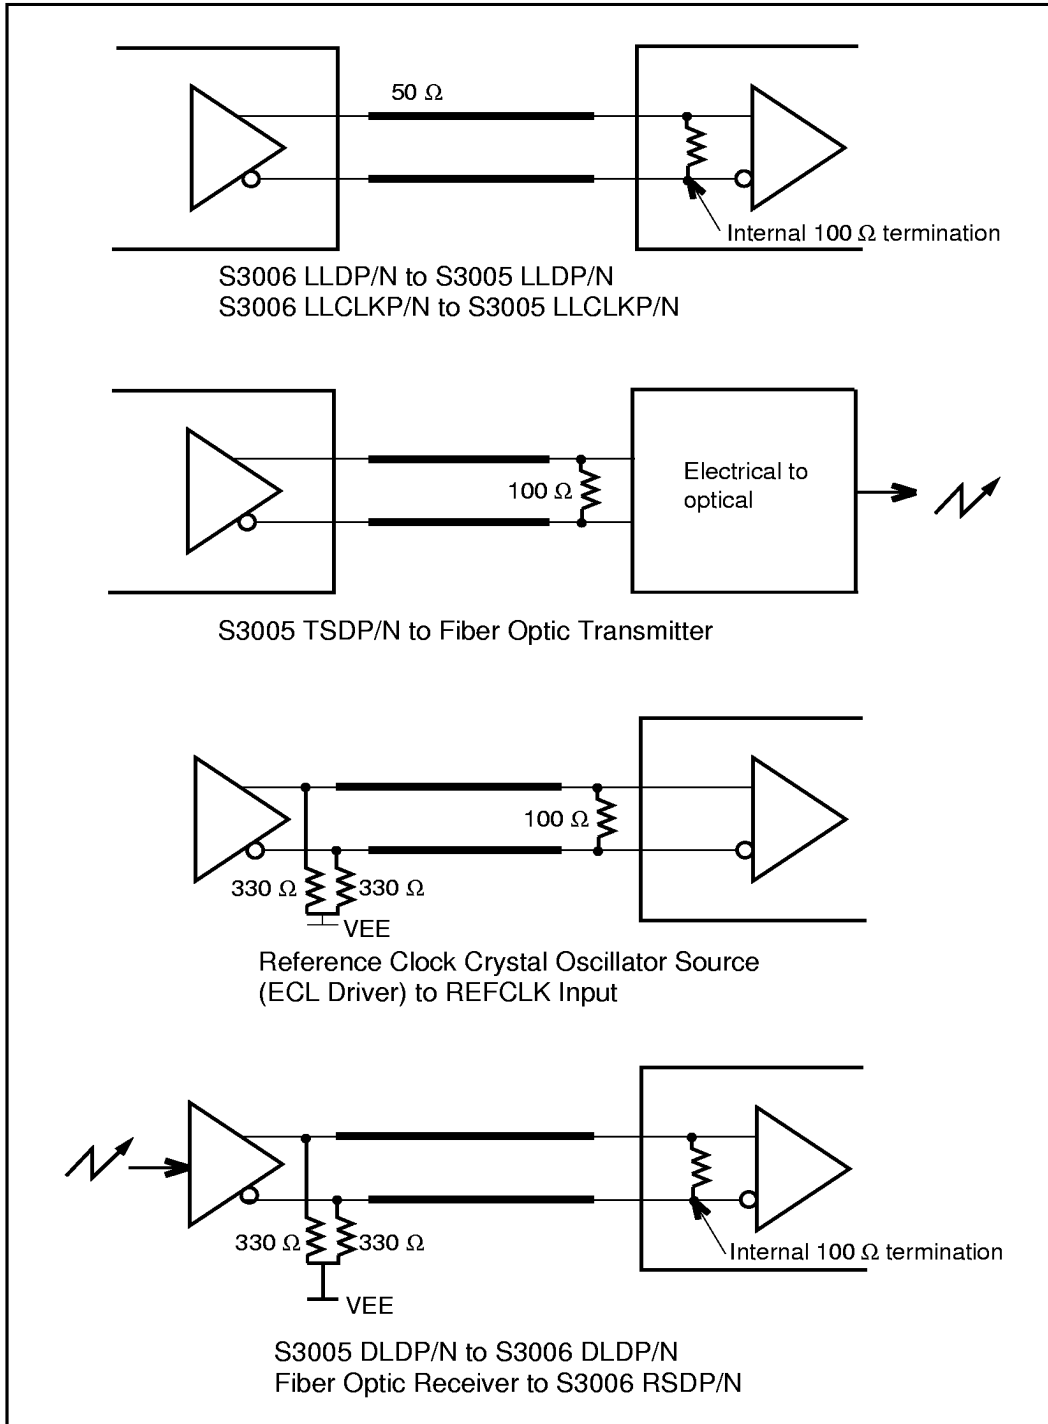 50 Ω
Internal 100 Ω termination
S3006 LLDP/N to S3005 LLDP/N
S3006 LLCLKP/N to S3005 LLCLKP/N
100 Ω
Electrical to
optical
S3005 TSDP/N to Fiber Optic Transmitter
100 Ω
330 Ω 330 Ω
VEE
Reference Clock Crystal Oscillator Source
(ECL Driver) to REFCLK Input
330 Ω 330 Ω
Internal 100 Ω termination
VEE
S3005 DLDP/N to S3006 DLDP/N
Fiber Optic Receiver to S3006 RSDP/N